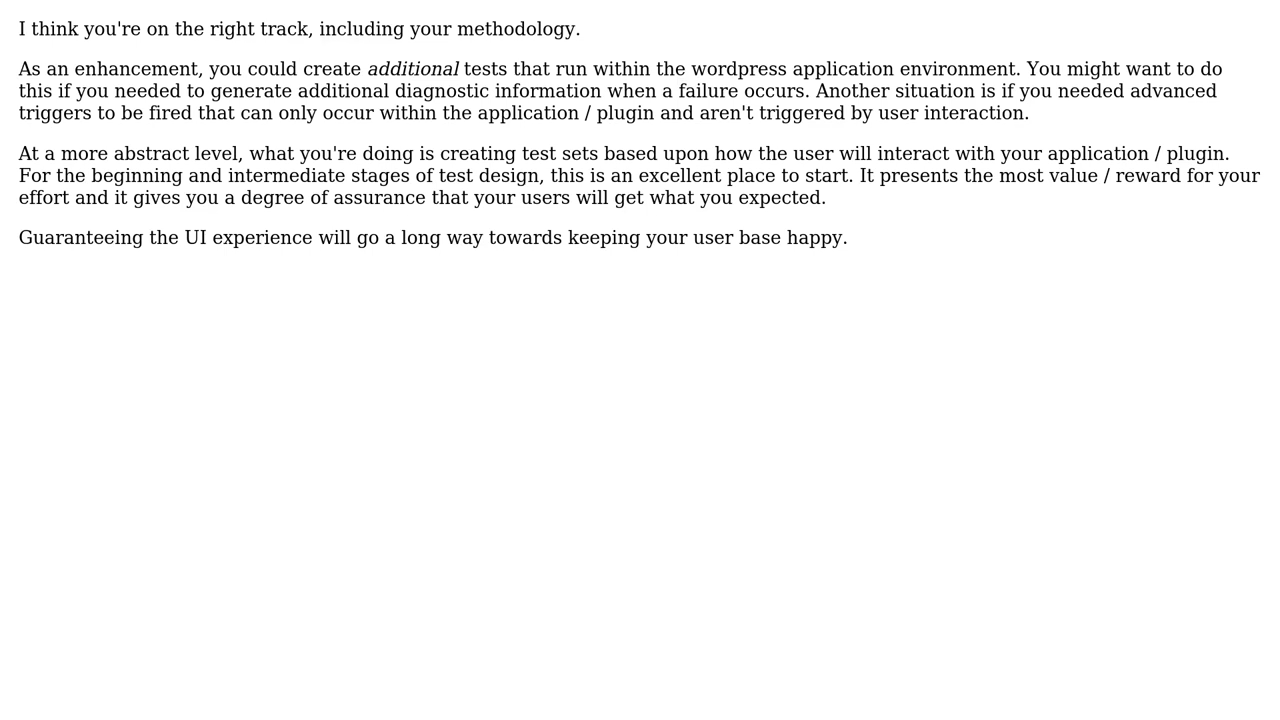 I think you're on the right track, including your methodology.
As an enhancement, you could create additional tests that run within the wordpress application environment. You might want to do
this if you needed to generate additional diagnostic information when a failure occurs. Another situation is if you needed advanced
triggers to be fired that can only occur within the application / plugin and aren't triggered by user interaction.
At a more abstract level, what you're doing is creating test sets based upon how the user will interact with your application / plugin.
For the beginning and intermediate stages of test design, this is an excellent place to start. It presents the most value / reward for your
effort and it gives you a degree of assurance that your users will get what you expected.
Guaranteeing the UI experience will go a long way towards keeping your user base happy.